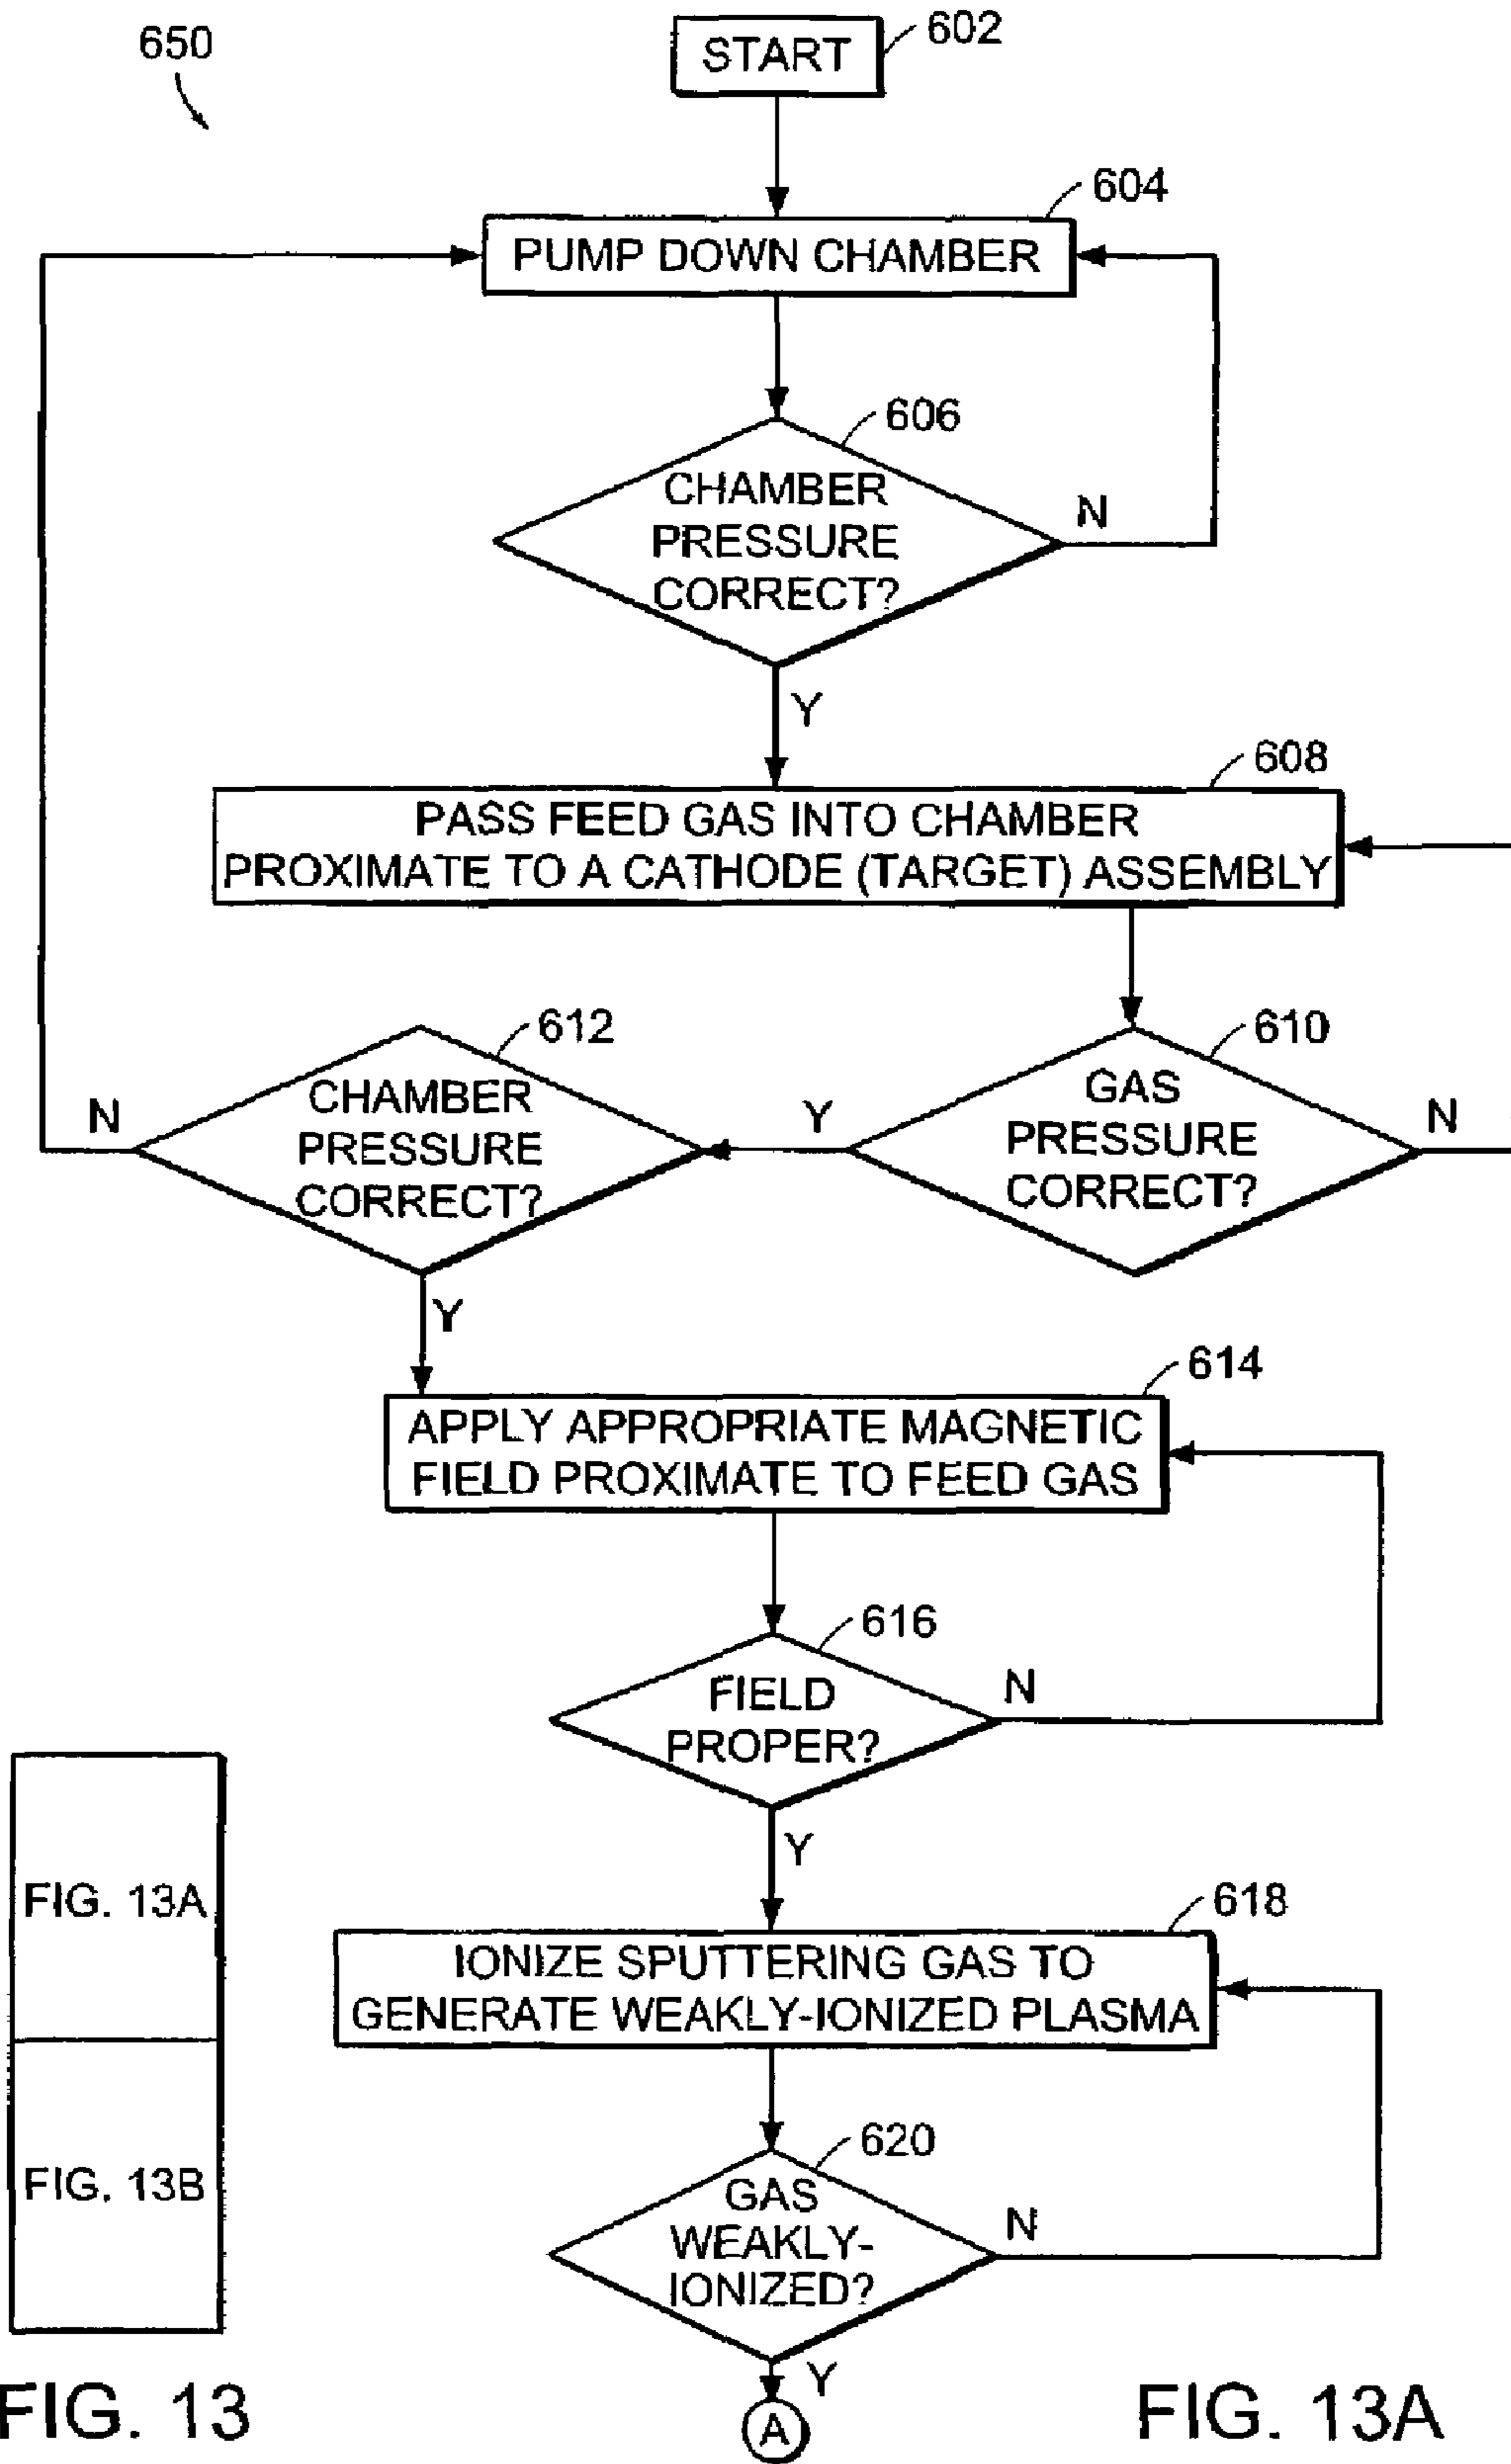 650
START
602
604
PUMP DOWN CHAMBER
606
CHAMBER
PRESSURE
CORRECT?
N
Y
608
PASS FEED GAS INTO CHAMBER
PROXIMATE TO A CATHODE (TARGET) ASSEMBLY
612
610
CHAMBER
PRESSURE
CORRECT?
N
Y
GAS
PRESSURE
CORRECT?
N
Y
614
APPLY APPROPRIATE MAGNETIC
FIELD PROXIMATE TO FEED GAS
616
FIELD
PROPER?
N
Y
618
IONIZE SPUTTERING GAS TO
GENERATE WEAKLY-IONIZED PLASMA
620
GAS
WEAKLY-
IONIZED?
N
Y
A
FIG. 13A
FIG. 13B
FIG. 13
FIG. 13A